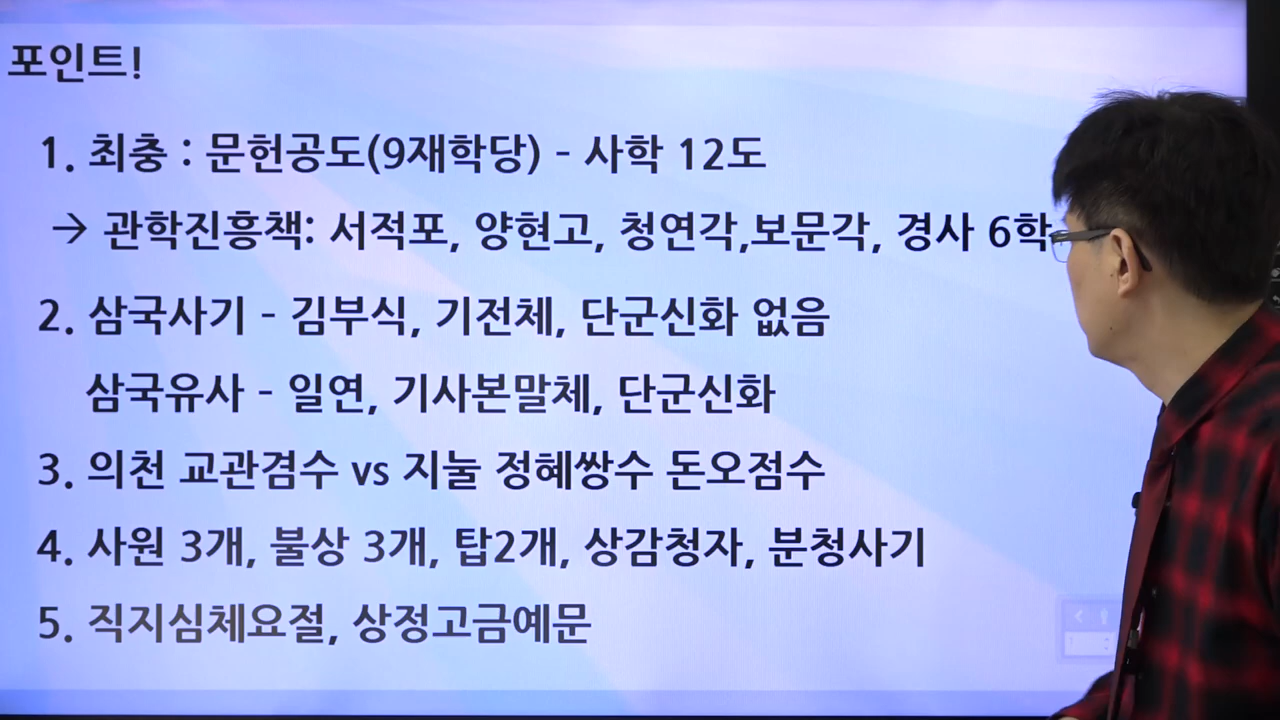 포인트!
1. 최충 : 문헌공도(9재학당) - 사학 12도
→ 관학진흥책: 서적포, 양현고, 청연각,보문각, 경사 6학
2. 삼국사기 - 김부식, 기전체, 단군신화 없음
삼국유사 - 일연, 기사본말체, 단군신화
3. 의천 교관겸수 vs 지눌 정혜쌍수 돈오점수
4. 사원 3개, 불상 3개, 탑2개, 상감청자, 분청사기
5. 직지심체요절, 상정고금예문